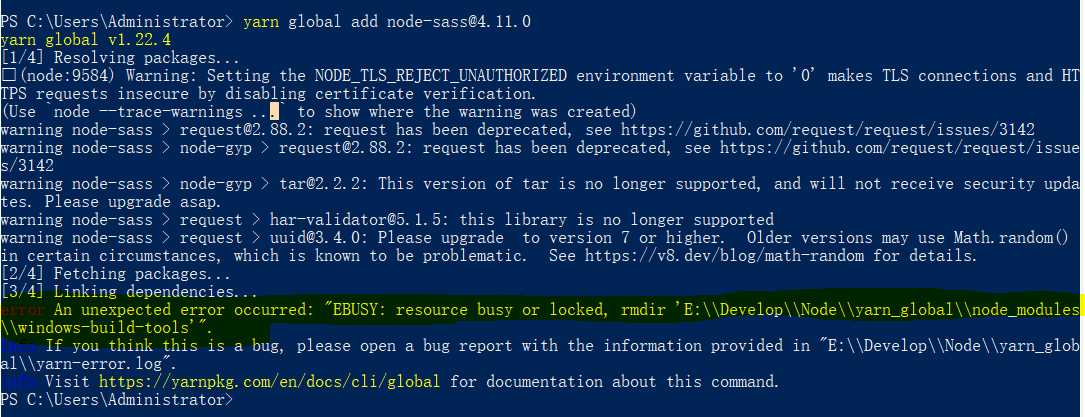 PS C:\Users\Administrator> yarn global add node-sass@4.11.0
yarn global v1.22.4
[1/4] Resolving packages...
(node:9584) Warning: Setting the NODE_TLS_REJECT_UNAUTHORIZED environment variable to '0' makes TLS connections and HT
TPS requests insecure by disabling certificate verification.
(Use `node --trace-warnings ...` to show where the warning was created)
warning node-sass > request@2.88.2: request has been deprecated, see https://github.com/request/request/issues/3142
warning node-sass > node-gyp > request@2.88.2: request has been deprecated, see https://github.com/request/request/issue
s/3142
warning node-sass > node-gyp > tar@2.2.2: This version of tar is no longer supported, and will not receive security upda
tes. Please upgrade asap.
warning node-sass > request > har-validator@5.1.5: this library is no longer supported
warning node-sass > request > uuid@3.4.0: Please upgrade  to version 7 or higher.  Older versions may use Math.random()
in certain circumstances, which is known to be problematic.  See https://v8.dev/blog/math-random for details.
[2/4] Fetching packages...
[3/4] Linking dependencies...
error An unexpected error occurred: "EBUSY: resource busy or locked, rmdir 'E:\\Develop\\Node\\yarn_global\\node_modules
\\windows-build-tools'".
info If you think this is a bug, please open a bug report with the information provided in "E:\\Develop\\Node\\yarn_glob
al\\yarn-error.log".
info Visit https://yarnpkg.com/en/docs/cli/global for documentation about this command.
PS C:\Users\Administrator>